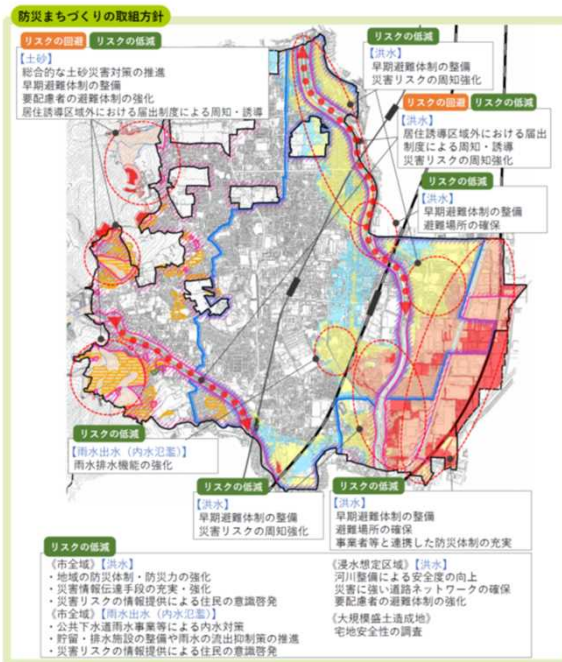 防災まちづくりの取組方針
リスクの回避 リスクの低減
【土砂】
総合的な土砂災害対策の推進
早期避難体制の整備
要配慮者の避難体制の強化
居住誘導区域外における届出制度による周知・誘導
リスクの低減
【洪水】
早期避難体制の整備
災害リスクの周知強化
リスクの回避 リスクの低減
【洪水】
居住誘導区域外における届出
制度による周知・誘導
災害リスクの周知強化
リスクの低減
【洪水】
早期避難体制の整備
避難場所の確保
リスクの低減
【雨水出水（内水氾濫）】
雨水排水機能の強化
リスクの低減
【洪水】
早期避難体制の整備
災害リスクの周知強化
リスクの低減
【洪水】
早期避難体制の整備
避難場所の確保
事業者等と連携した防災体制の充実
リスクの低減
《市全域》【洪水】
・地域の防災体制・防災力の強化
・災害情報伝達手段の充実・強化
・災害リスクの情報提供による住民の意識啓発
《市全域》【雨水出水（内水氾濫）】
・公共下水道雨水事業等による内水対策
・貯留・排水施設の整備や雨水の流出抑制策の推進
・災害リスクの情報提供による住民の意識啓発
《浸水想定区域》【洪水】
河川整備による安全度の向上
災害に強い道路ネットワークの確保
要配慮者の避難体制の強化
《大規模盛土造成地》
宅地安全性の調査